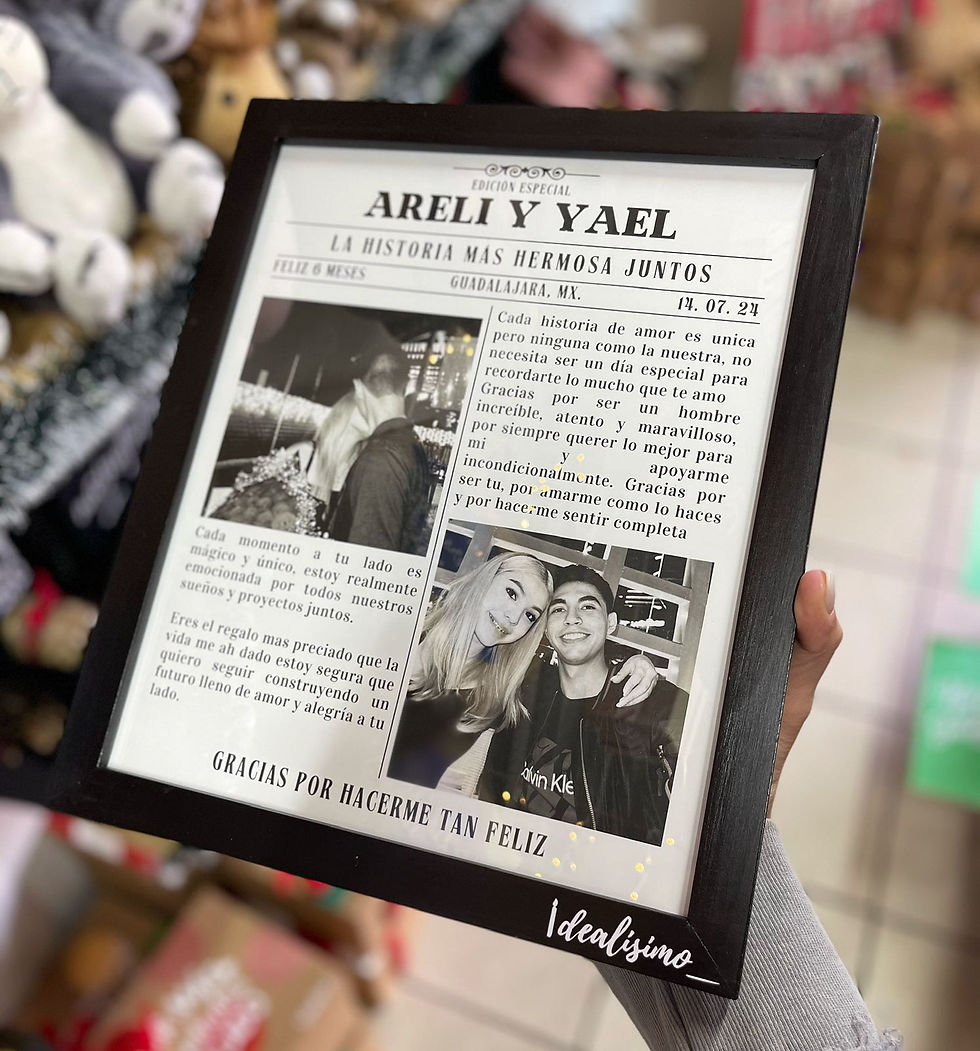 EDICIÓN ESPECIAL
ARELI Y YAEL
LA HISTORIA MÁS HERMOSA JUNTOS
FELIZ 6 MESES
GUADALAJARA, MX.
14. 07. 24
Cada historia de amor es unica
pero ninguna como la nuestra, no
necesita ser un día especial para
recordarte lo mucho que te amo
Gracias por ser un hombre
increíble, atento y maravilloso,
por siempre querer lo mejor para
mi y apoyarme
incondicionalmente. Gracias por
ser tu, por amarme como lo haces
y por hacerme sentir completa
Cada momento a tu lado es
mágico y único, estoy realmente
emocionada por todos nuestros
sueños y proyectos juntos.
Eres el regalo mas preciado que la
vida me ah dado estoy segura que
quiero seguir construyendo un
futuro lleno de amor y alegría a tu
lado.
alvin Kle
GRACIAS POR HACERME TAN FELIZ
idealísimo